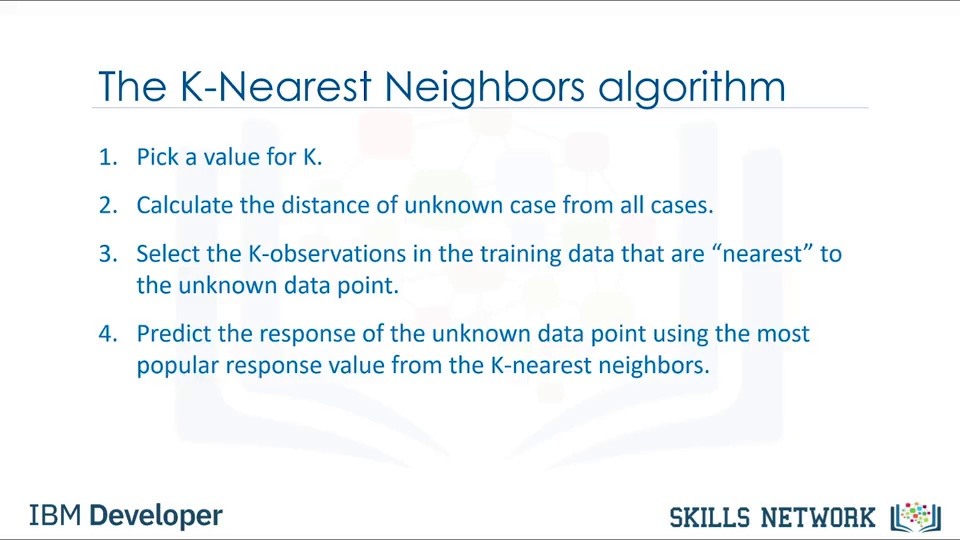 The K-Nearest Neighbors algorithm
1. Pick a value for K.
2. Calculate the distance of unknown case from all cases.
3. Select the K-observations in the training data that are “nearest” to
the unknown data point.
4. Predict the response of the unknown data point using the most
popular response value from the K-nearest neighbors.
IBM Developer
SKILLS NETWORK